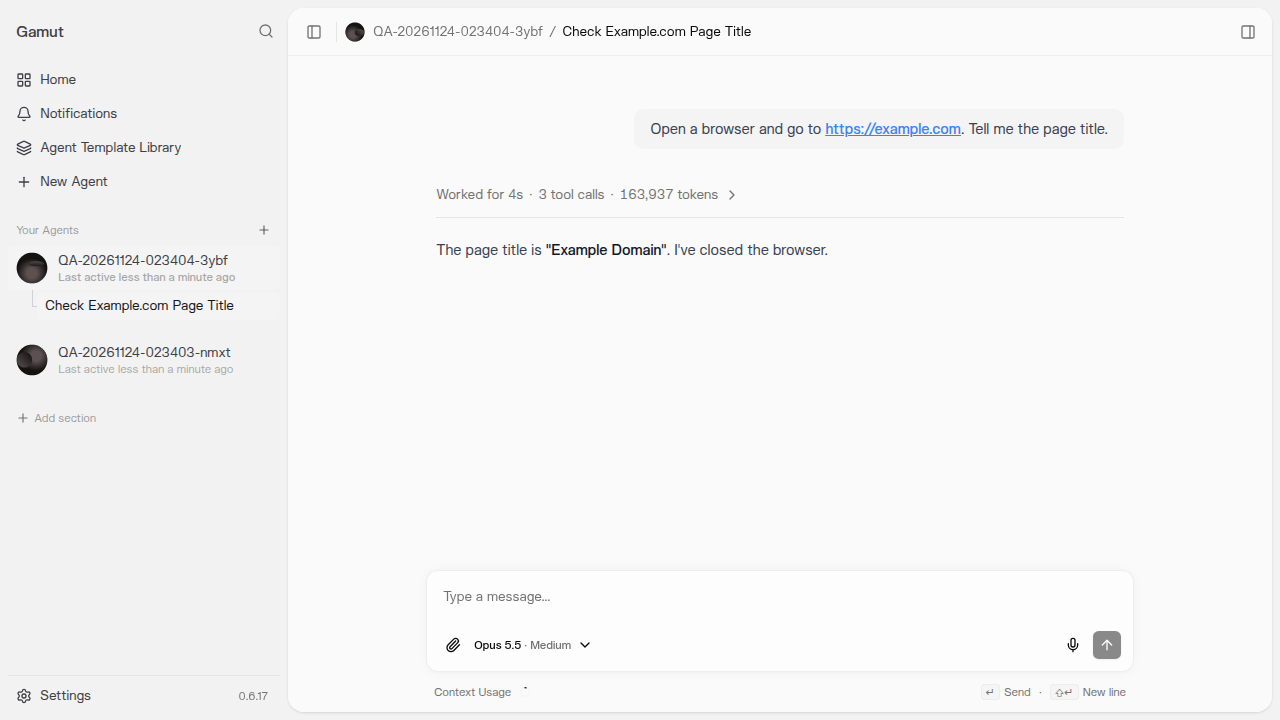 Gamut
Home
Notifications
Agent Template Library
New Agent
Your Agents
QA-20261124-023404-3ybf
Last active less than a minute ago
Check Example.com Page Title
QA-20261124-023403-nmxt
Last active less than a minute ago
Add section
Settings
0.6.17
QA-20261124-023404-3ybf / Check Example.com Page Title
Open a browser and go to https://example.com. Tell me the page title.
Worked for 4s · 3 tool calls · 163,937 tokens
The page title is "Example Domain". I've closed the browser.
Type a message...
Opus 5.5 · Medium
Context Usage
↵ Send · ⇧↵ New line